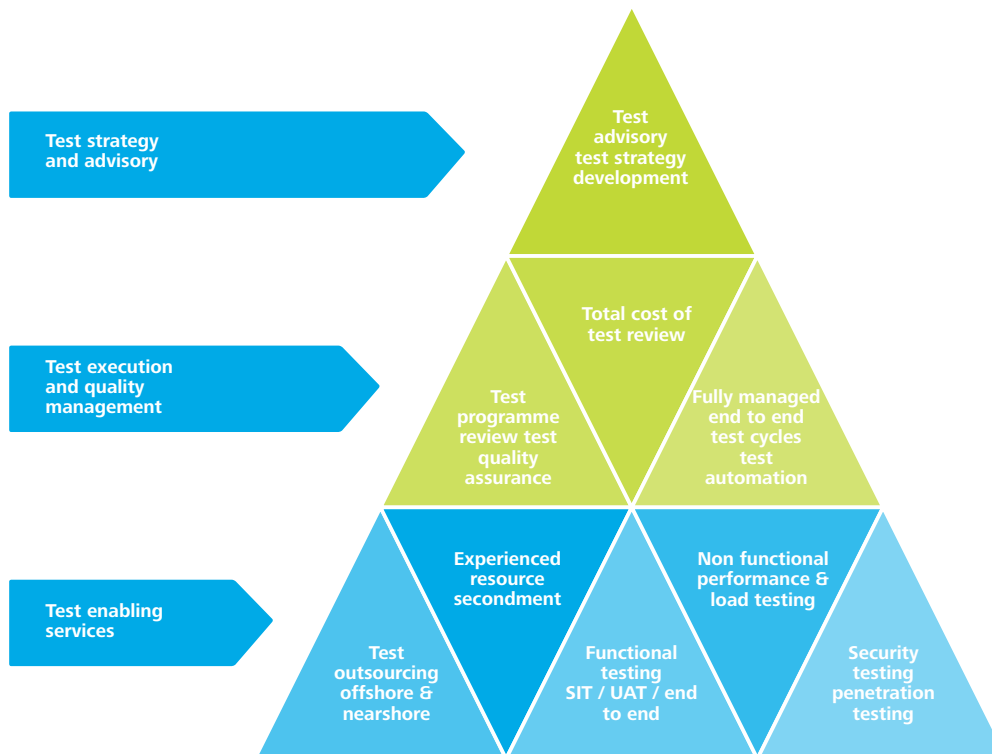 Test strategy
and advisory
Test
advisory
test strategy
development
Test execution
and quality
management
Total cost of
test review
Test
programme
review test
quality
assurance
Fully managed
end to end
test cycles
test
automation
Test enabling
services
Experienced
resource
secondment
Non functional
performance &
load testing
Test
outsourcing
offshore &
nearshore
Functional
testing
SIT / UAT / end
to end
Security
testing
penetration
testing